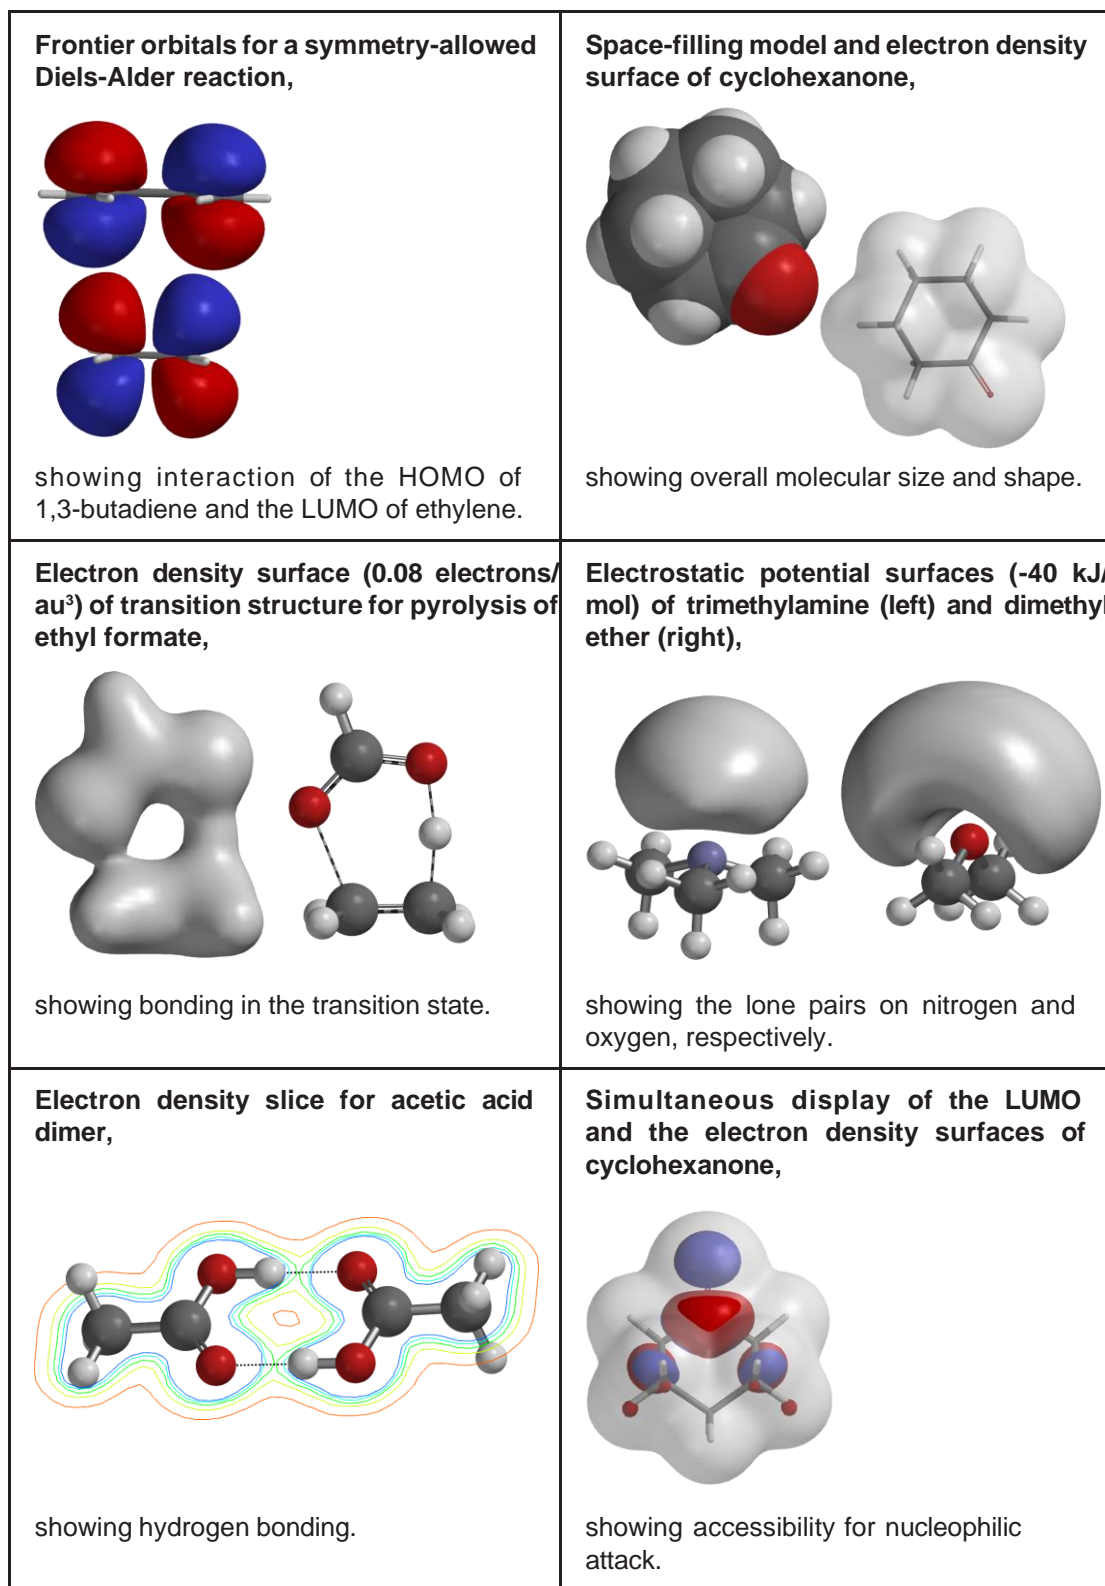 Frontier orbitals for a symmetry-allowed
Diels-Alder reaction,
showing interaction of the HOMO of
1,3-butadiene and the LUMO of ethylene.
Space-filling model and electron density
surface of cyclohexanone,
showing overall molecular size and shape.
Electron density surface (0.08 electrons/
au³) of transition structure for pyrolysis of
ethyl formate,
showing bonding in the transition state.
Electrostatic potential surfaces (-40 kJ/
mol) of trimethylamine (left) and dimethyl
ether (right),
showing the lone pairs on nitrogen and
oxygen, respectively.
Electron density slice for acetic acid
dimer,
showing hydrogen bonding.
Simultaneous display of the LUMO
and the electron density surfaces of
cyclohexanone,
showing accessibility for nucleophilic
attack.